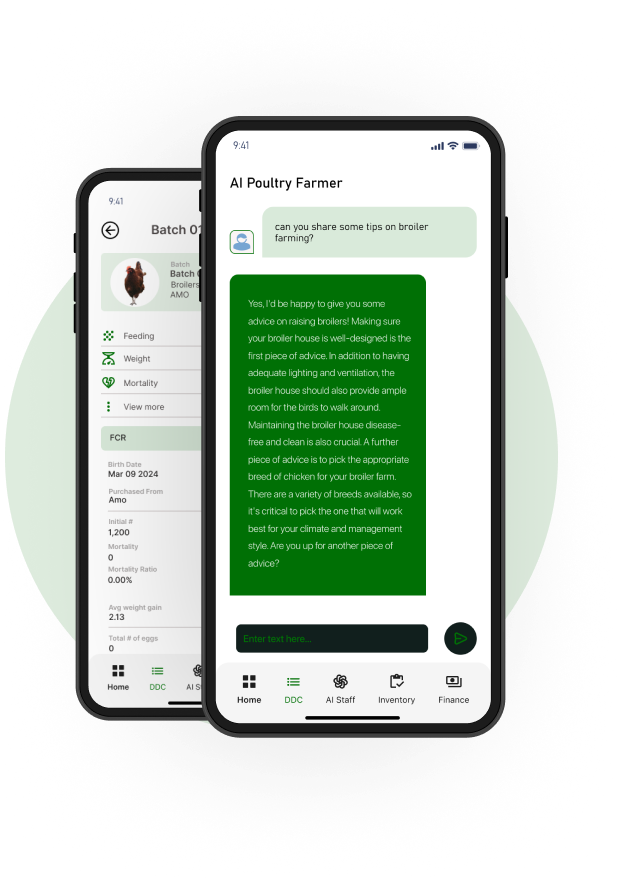 9:41
Batch 01
Batch
Batch
Broilers
AMO
Feeding
Weight
Mortality
View more
FCR
Birth Date
Mar 09 2024
Purchased From
Amo
Initial #
1,200
Mortality
0
Mortality Ratio
0.00%
Avg weight gain
2.13
Total # of eggs
0
Home
DDC
9:41
AI Poultry Farmer
can you share some tips on broiler
farming?
Yes, I'd be happy to give you some
advice on raising broilers! Making sure
your broiler house is well-designed is the
first piece of advice. In addition to having
adequate lighting and ventilation, the
broiler house should also provide ample
room for the birds to walk around.
Maintaining the broiler house disease-
free and clean is also crucial. A further
piece of advice is to pick the appropriate
breed of chicken for your broiler farm.
There are a variety of breeds available, so
it's critical to pick the one that will work
best for your climate and management
style. Are you up for another piece of
advice?
Enter text here...
Home
DDC
AI Staff
Inventory
Finance